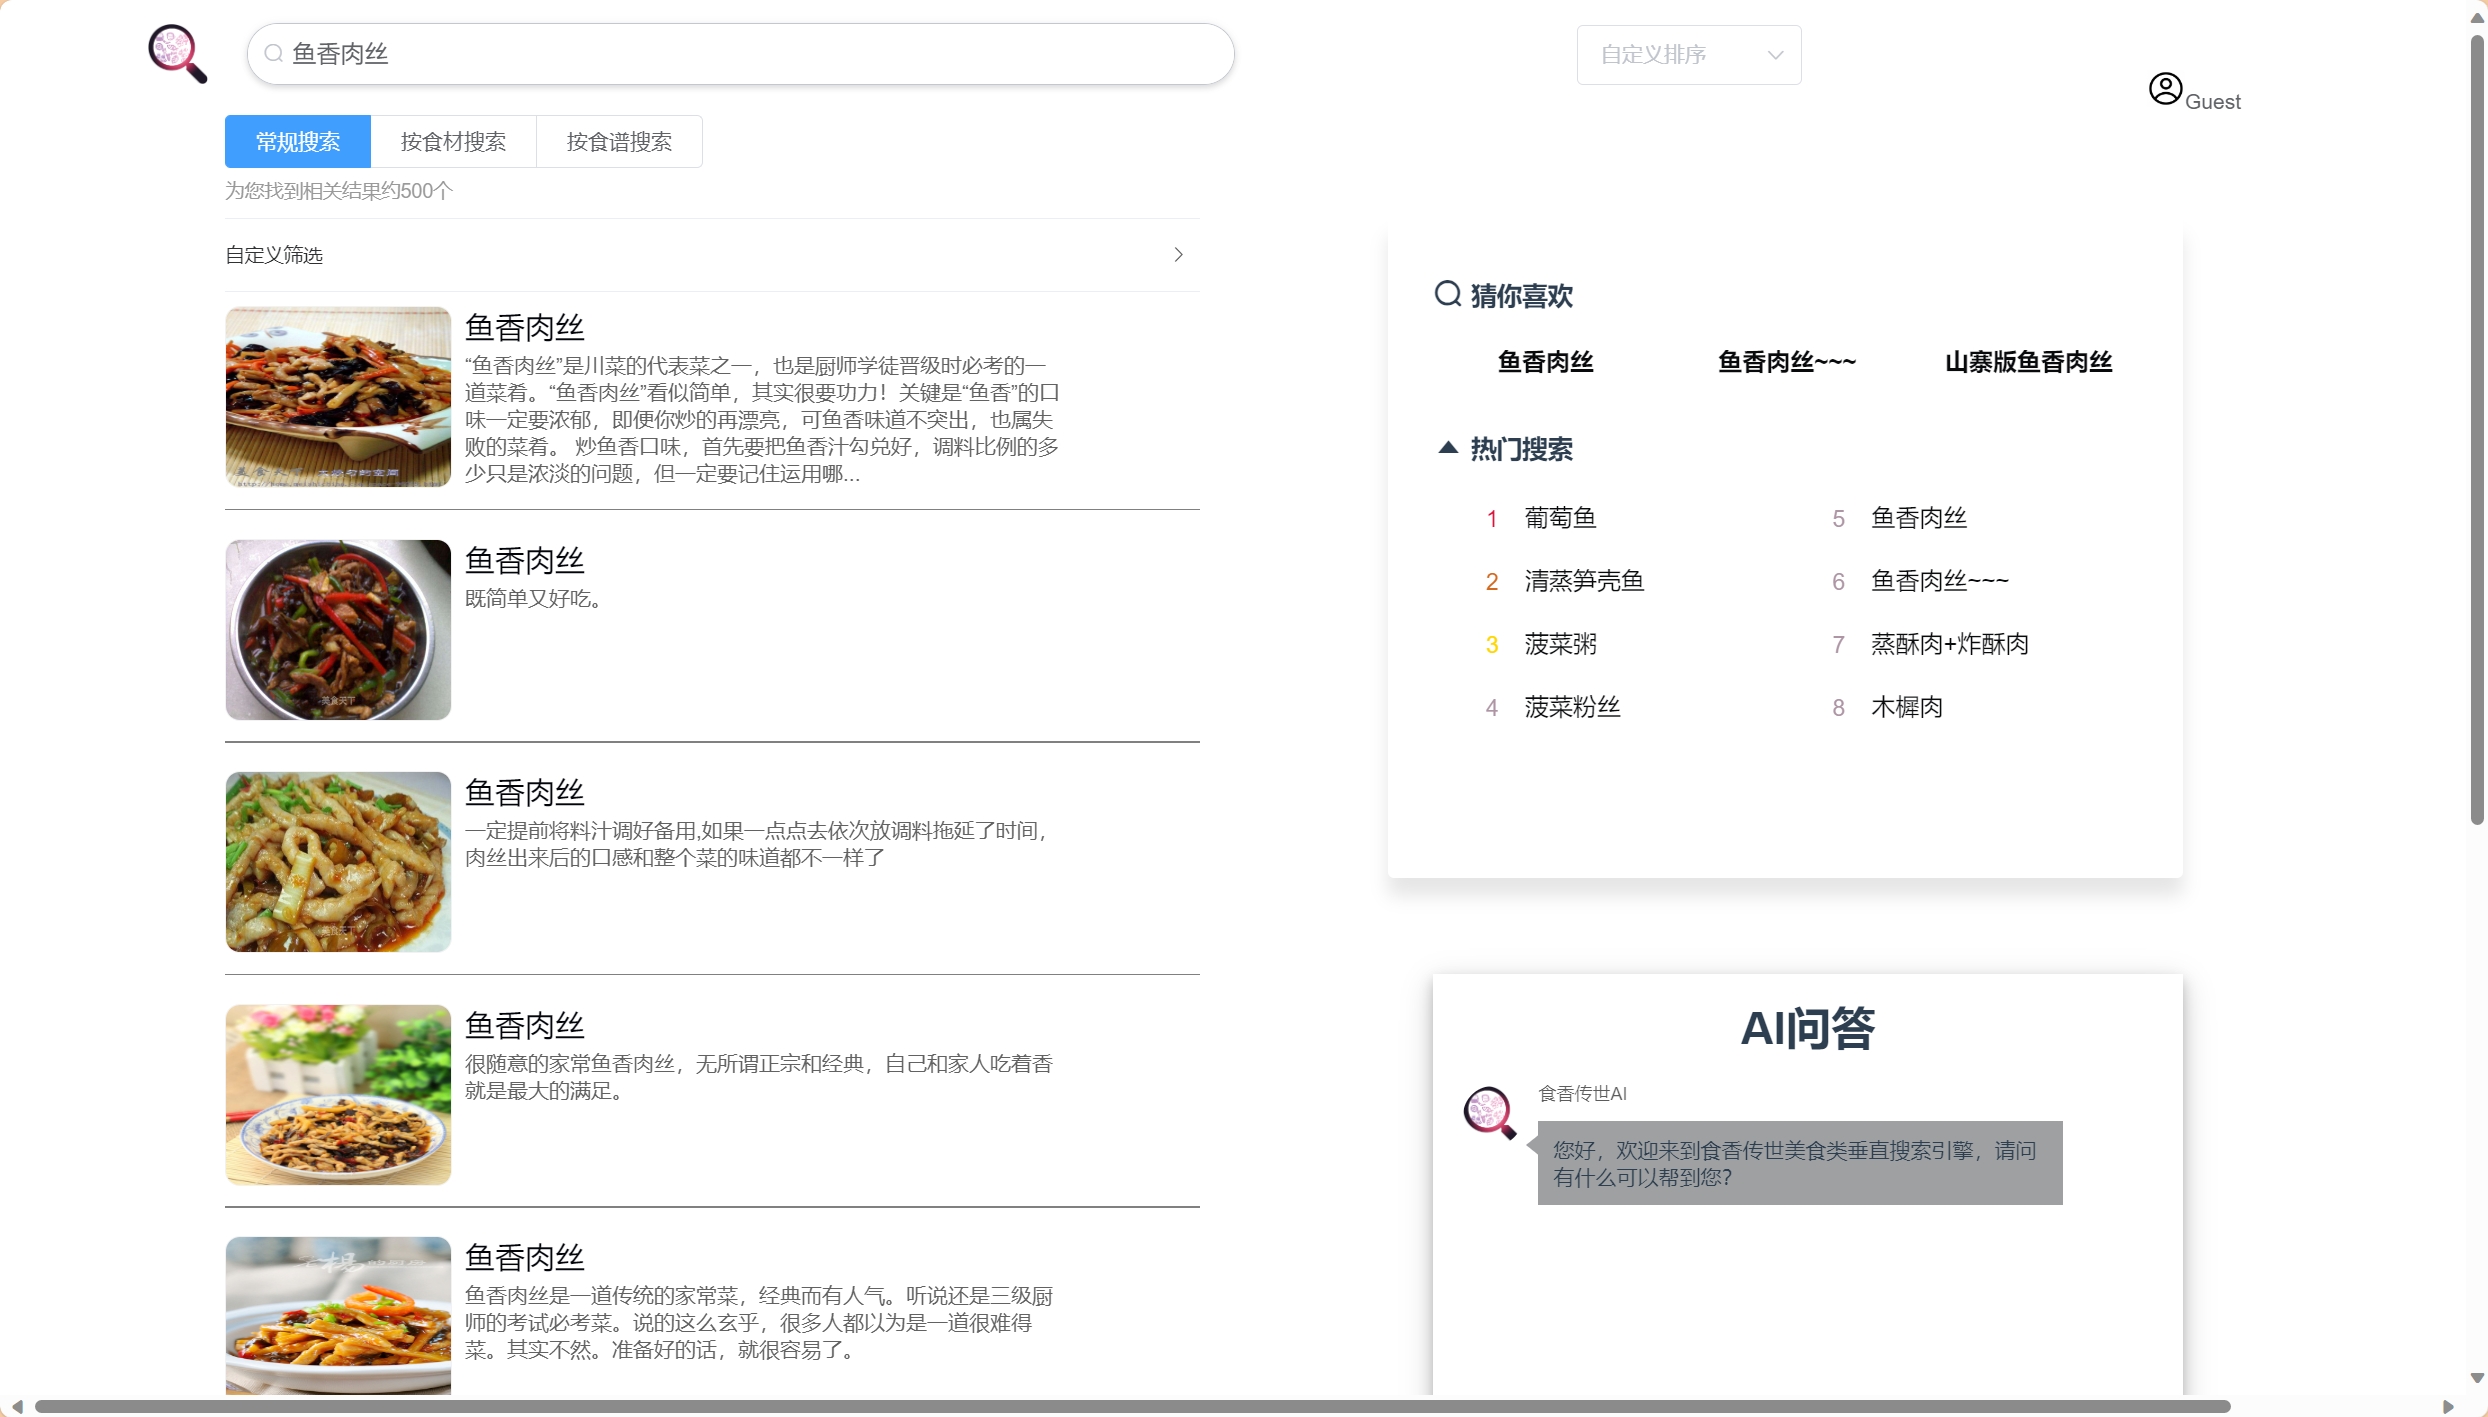 鱼香肉丝
自定义排序
Guest
常规搜索
按食材搜索
按食谱搜索
为您找到相关结果约500个
自定义筛选
鱼香肉丝
“鱼香肉丝”是川菜的代表菜之一，也是厨师学徒晋级时必考的一
道菜肴。“鱼香肉丝”看似简单，其实很要功力！关键是“鱼香”的口
味一定要浓郁，即便你炒的再漂亮，可鱼香味道不突出，也属失
败的菜肴。 炒鱼香口味，首先要把鱼香汁勾兑好，调料比例的多
少只是浓淡的问题，但一定要记住运用哪...
鱼香肉丝
既简单又好吃。
美食天下
鱼香肉丝
一定提前将料汁调好备用,如果一点点去依次放调料拖延了时间，
肉丝出来后的口感和整个菜的味道都不一样了
美食天下
鱼香肉丝
很随意的家常鱼香肉丝，无所谓正宗和经典，自己和家人吃着香
就是最大的满足。
鱼香肉丝
鱼香肉丝是一道传统的家常菜，经典而有人气。听说还是三级厨
师的考试必考菜。说的这么玄乎，很多人都以为是一道很难得
菜。其实不然。准备好的话，就很容易了。
猜你喜欢
鱼香肉丝
鱼香肉丝~~~
山寨版鱼香肉丝
热门搜索
1 葡萄鱼
2 清蒸笋壳鱼
3 菠菜粥
4 菠菜粉丝
5 鱼香肉丝
6 鱼香肉丝~~~
7 蒸酥肉+炸酥肉
8 木樨肉
AI问答
食香传世AI
您好，欢迎来到食香传世美食类垂直搜索引擎，请问
有什么可以帮到您？